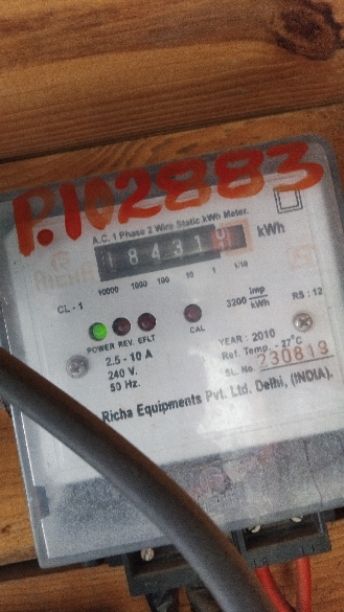 P.102883
A.C. 1 Phase 2 Wire Static kWh Meter.
RICHA
18431 kWh
10000 1000 100 10 1 1/10
CL - 1
3200 imp/kWh
RS : 12
POWER REV. EFLT CAL
2.5 - 10 A
240 V.
50 Hz.
YEAR : 2010
Ref. Temp. - 27°C
SL. No. 230819
Richa Equipments Pvt. Ltd. Delhi, (INDIA).